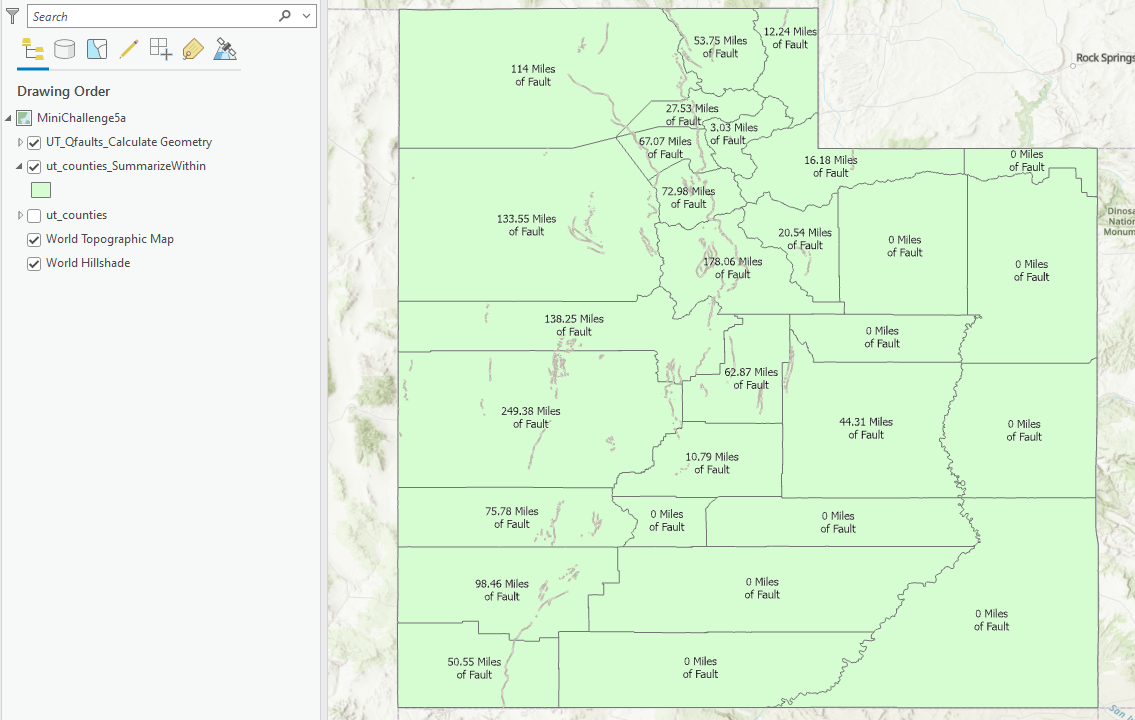 Search
Drawing Order
MiniChallenge5a
UT_Qfaults_Calculate Geometry
ut_counties_SummarizeWithin
ut_counties
World Topographic Map
World Hillshade
12.24 Miles
of Fault
53.75 Miles
of Fault
Rock Springs
114 Miles
of Fault
27.53 Miles
of Fault
3.03 Miles
of Fault
67.07 Miles
of Fault
16.18 Miles
of Fault
0 Miles
of Fault
72.98 Miles
of Fault
133.55 Miles
of Fault
20.54 Miles
of Fault
0 Miles
of Fault
178.06 Miles
of Fault
0 Miles
of Fault
138.25 Miles
of Fault
0 Miles
of Fault
62.87 Miles
of Fault
249.38 Miles
of Fault
44.31 Miles
of Fault
0 Miles
of Fault
10.79 Miles
of Fault
75.78 Miles
of Fault
0 Miles
of Fault
0 Miles
of Fault
98.46 Miles
of Fault
0 Miles
of Fault
0 Miles
of Fault
50.55 Miles
of Fault
0 Miles
of Fault
San